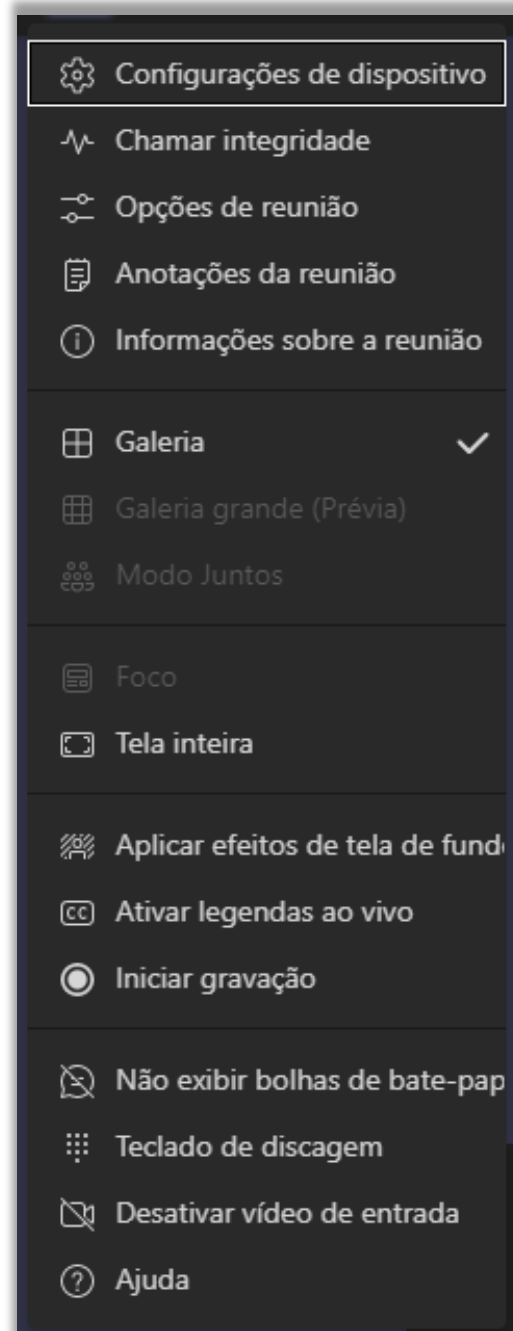 Configurações de dispositivo
Chamar integridade
Opções de reunião
Anotações da reunião
Informações sobre a reunião
Galeria
Galeria grande (Prévia)
Modo Juntos
Foco
Tela inteira
Aplicar efeitos de tela de fund
CC Ativar legendas ao vivo
Iniciar gravação
Não exibir bolhas de bate-pap
Teclado de discagem
Desativar vídeo de entrada
Ajuda